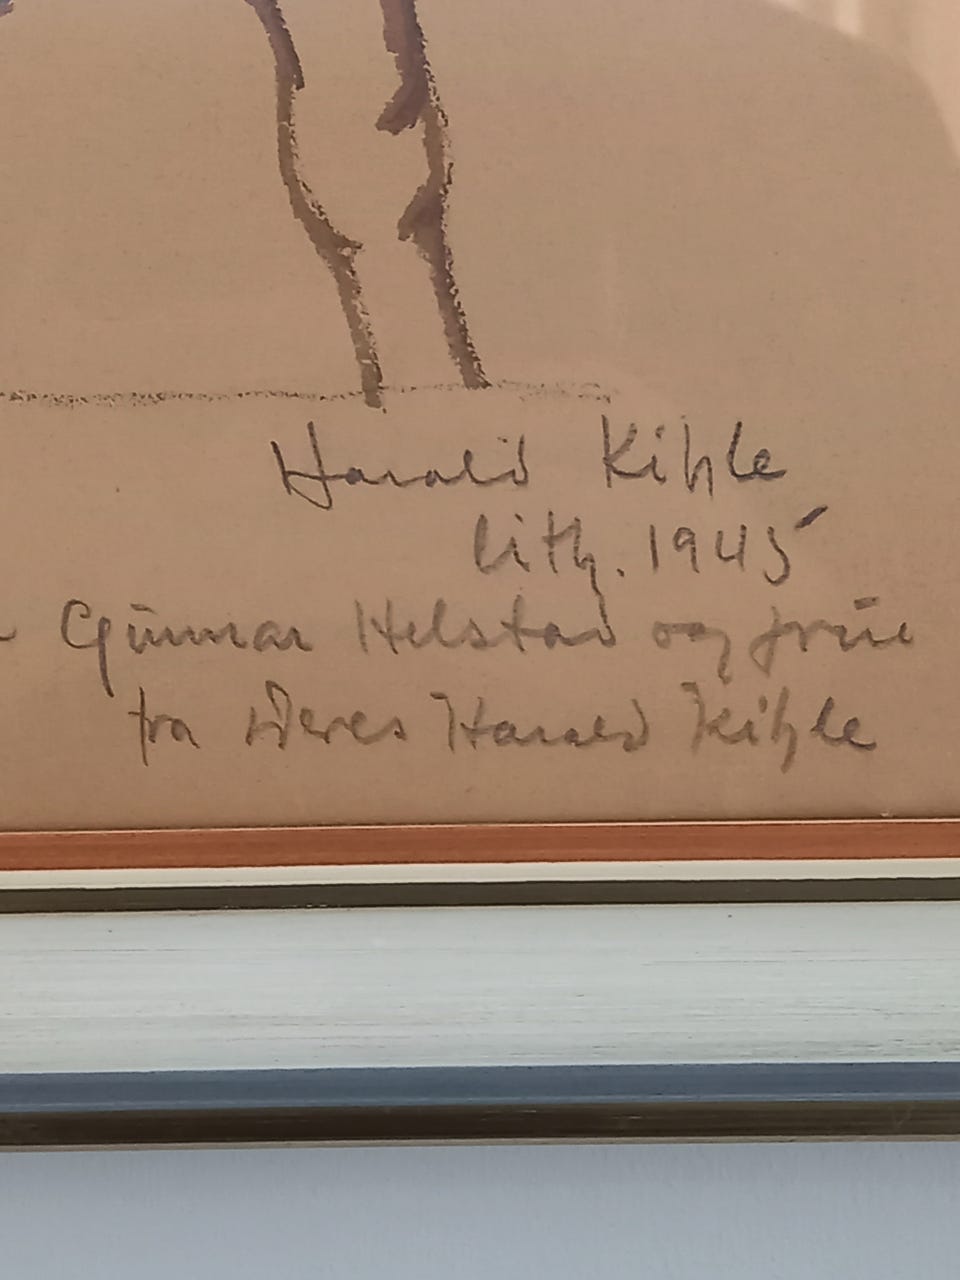 Harald Kihle
lith. 1945
Gunnar Helstad og frue
fra Deres Harald Kihle